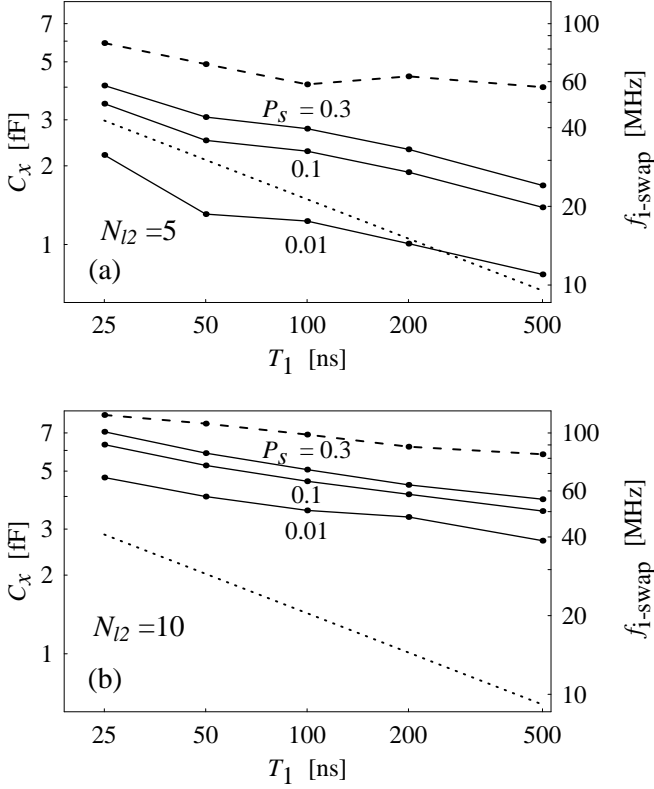 7
100
5
60
P_s = 0.3
3
40
C_x [fF]
f_i-swap [MHz]
2
0.1
20
N_l2 =5
0.01
1
(a)
10
25 50 100 200 500
T_1 [ns]
7
100
P_s = 0.3
5
60
0.1
3
0.01
40
C_x [fF]
f_i-swap [MHz]
2
20
N_l2 =10
1
(b)
10
25 50 100 200 500
T_1 [ns]